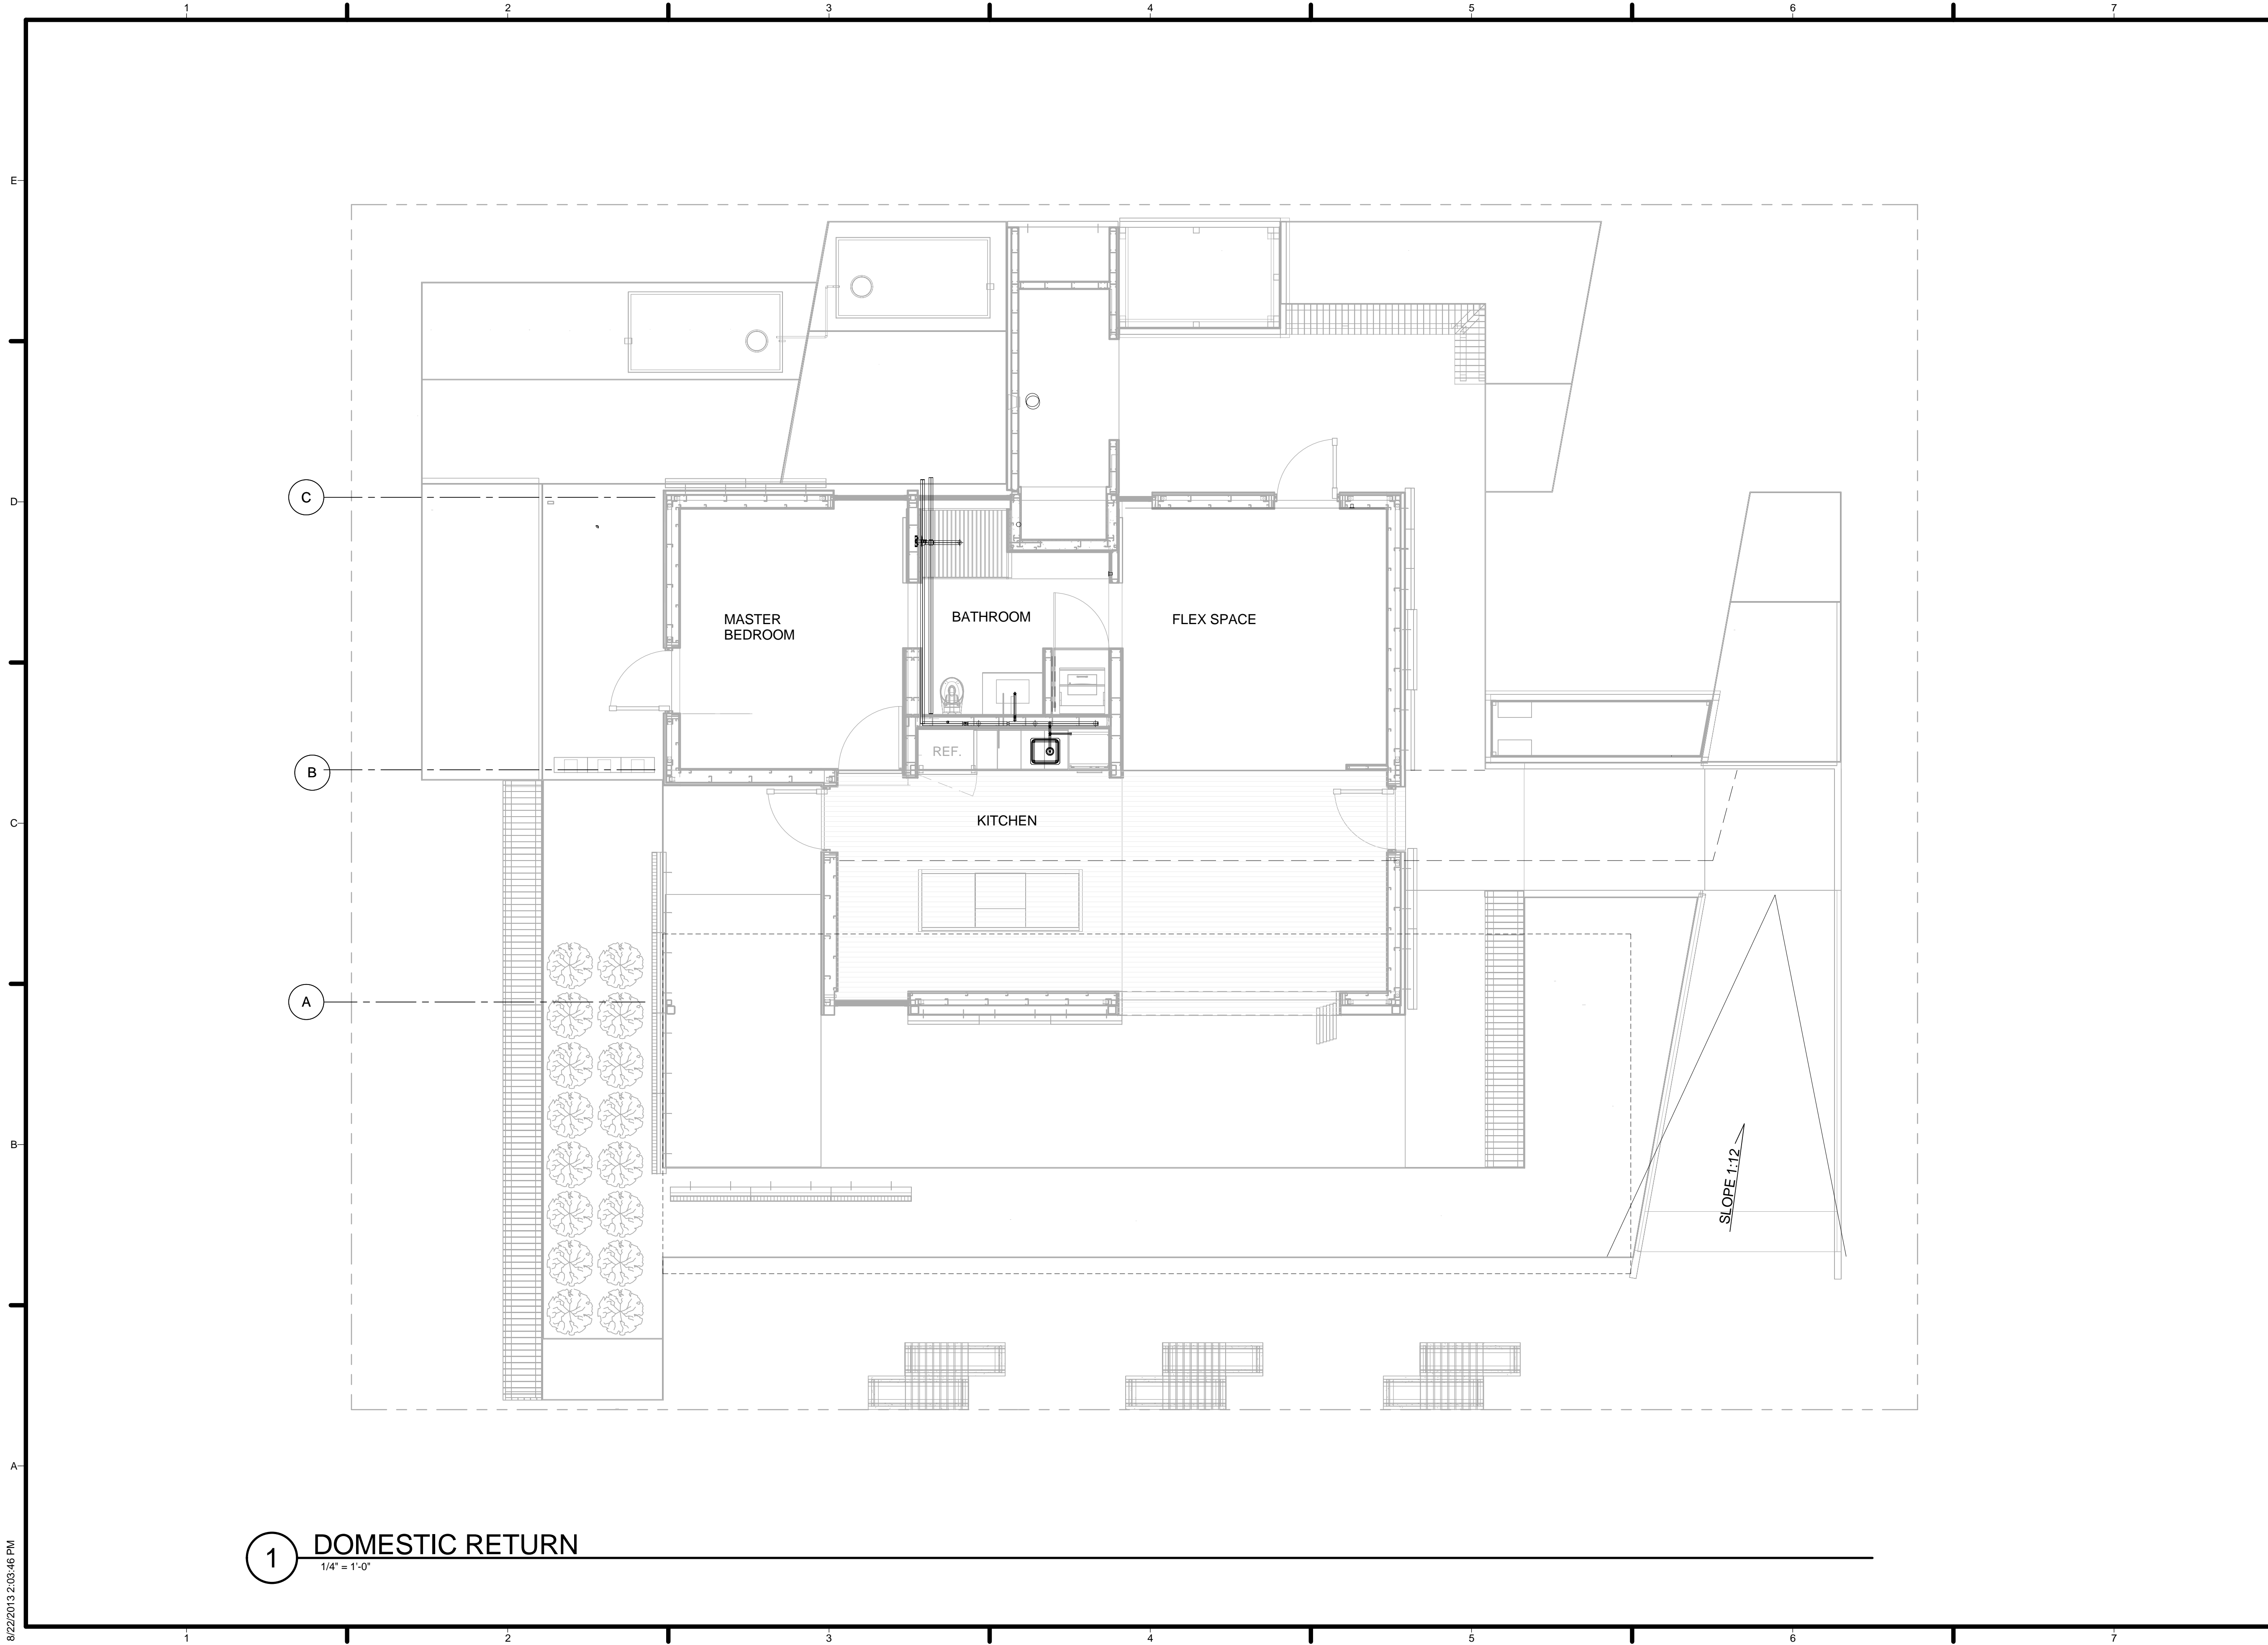 1 2 3 4 5 6 7
E
D
C
B
A
C
B
A
MASTER
BEDROOM
BATHROOM
FLEX SPACE
REF.
KITCHEN
SLOPE 1:12
1
DOMESTIC RETURN
1/4" = 1'-0"
8/22/2013 2:03:46 PM
1 2 3 4 5 6 7